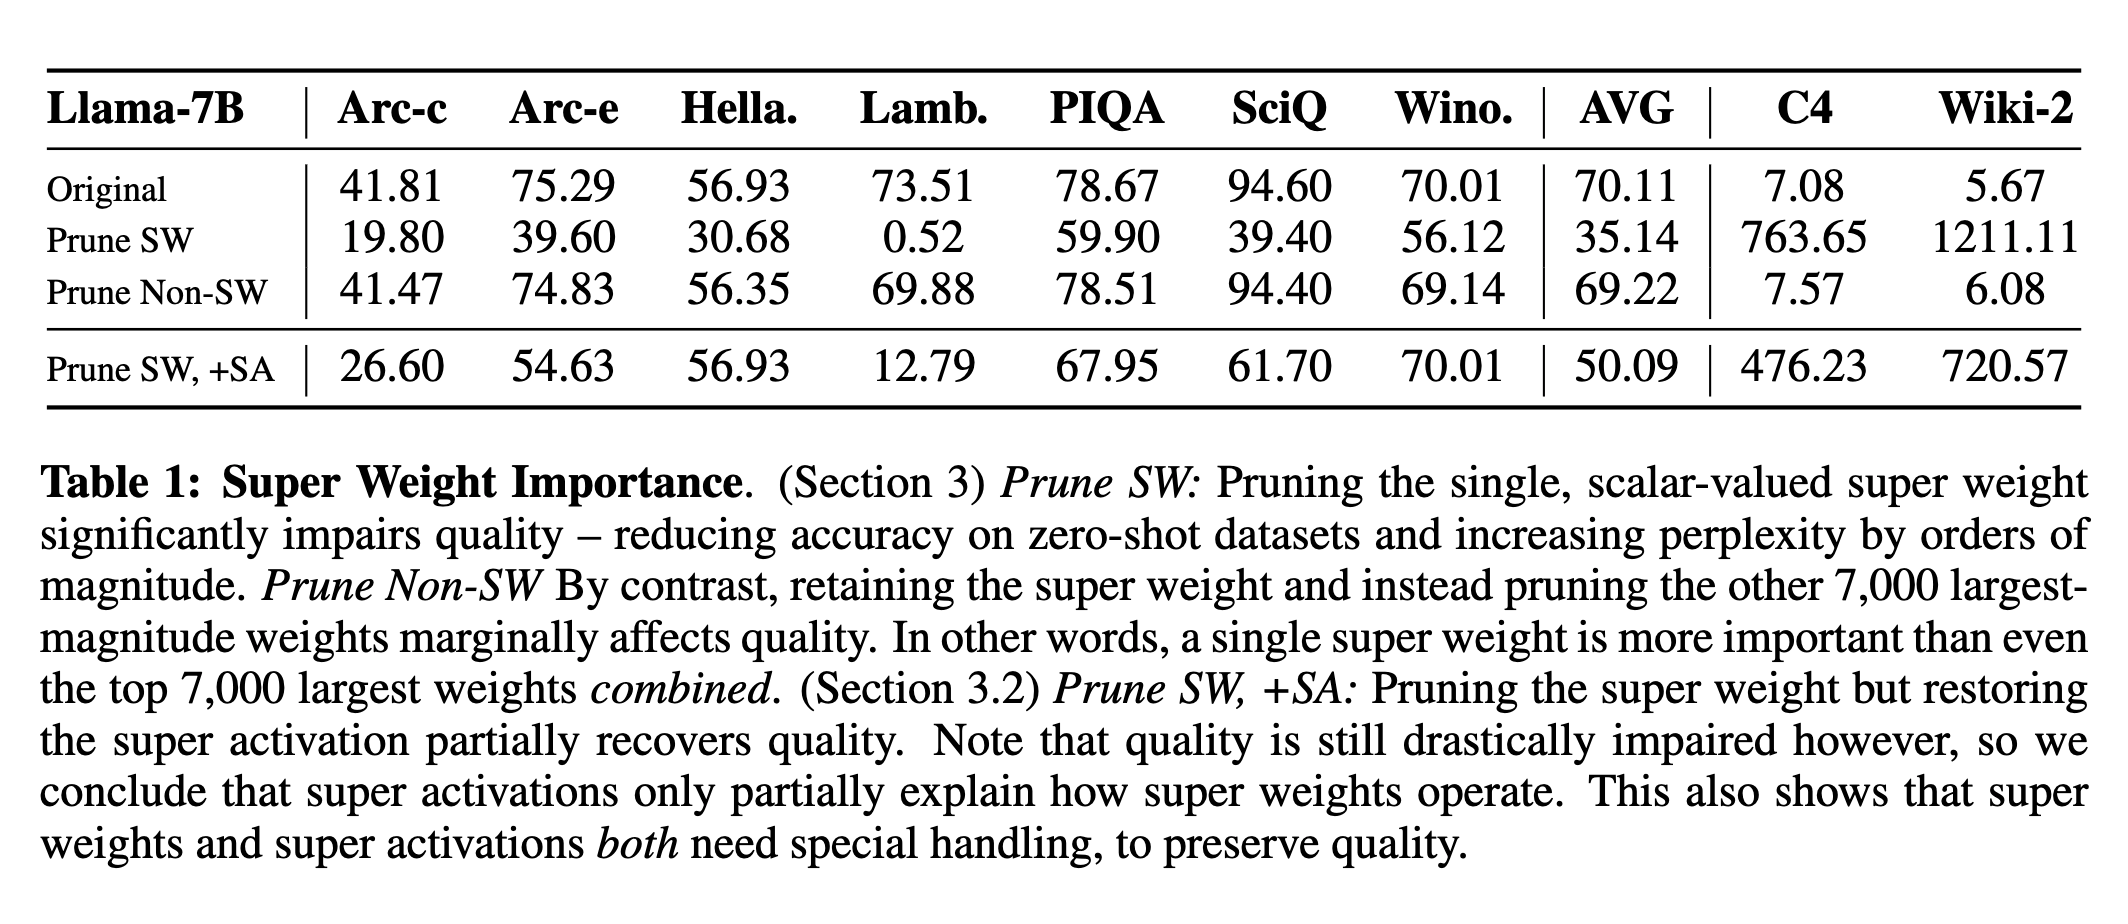 Llama-7B Arc-c Arc-e Hella. Lamb. PIQA SciQ Wino. AVG C4 Wiki-2
Original 41.81 75.29 56.93 73.51 78.67 94.60 70.01 70.11 7.08 5.67
Prune SW 19.80 39.60 30.68 0.52 59.90 39.40 56.12 35.14 763.65 1211.11
Prune Non-SW 41.47 74.83 56.35 69.88 78.51 94.40 69.14 69.22 7.57 6.08
Prune SW, +SA 26.60 54.63 56.93 12.79 67.95 61.70 70.01 50.09 476.23 720.57
Table 1: Super Weight Importance. (Section 3) Prune SW: Pruning the single, scalar-valued super weight
significantly impairs quality – reducing accuracy on zero-shot datasets and increasing perplexity by orders of
magnitude. Prune Non-SW By contrast, retaining the super weight and instead pruning the other 7,000 largest-
magnitude weights marginally affects quality. In other words, a single super weight is more important than even
the top 7,000 largest weights combined. (Section 3.2) Prune SW, +SA: Pruning the super weight but restoring
the super activation partially recovers quality. Note that quality is still drastically impaired however, so we
conclude that super activations only partially explain how super weights operate. This also shows that super
weights and super activations both need special handling, to preserve quality.